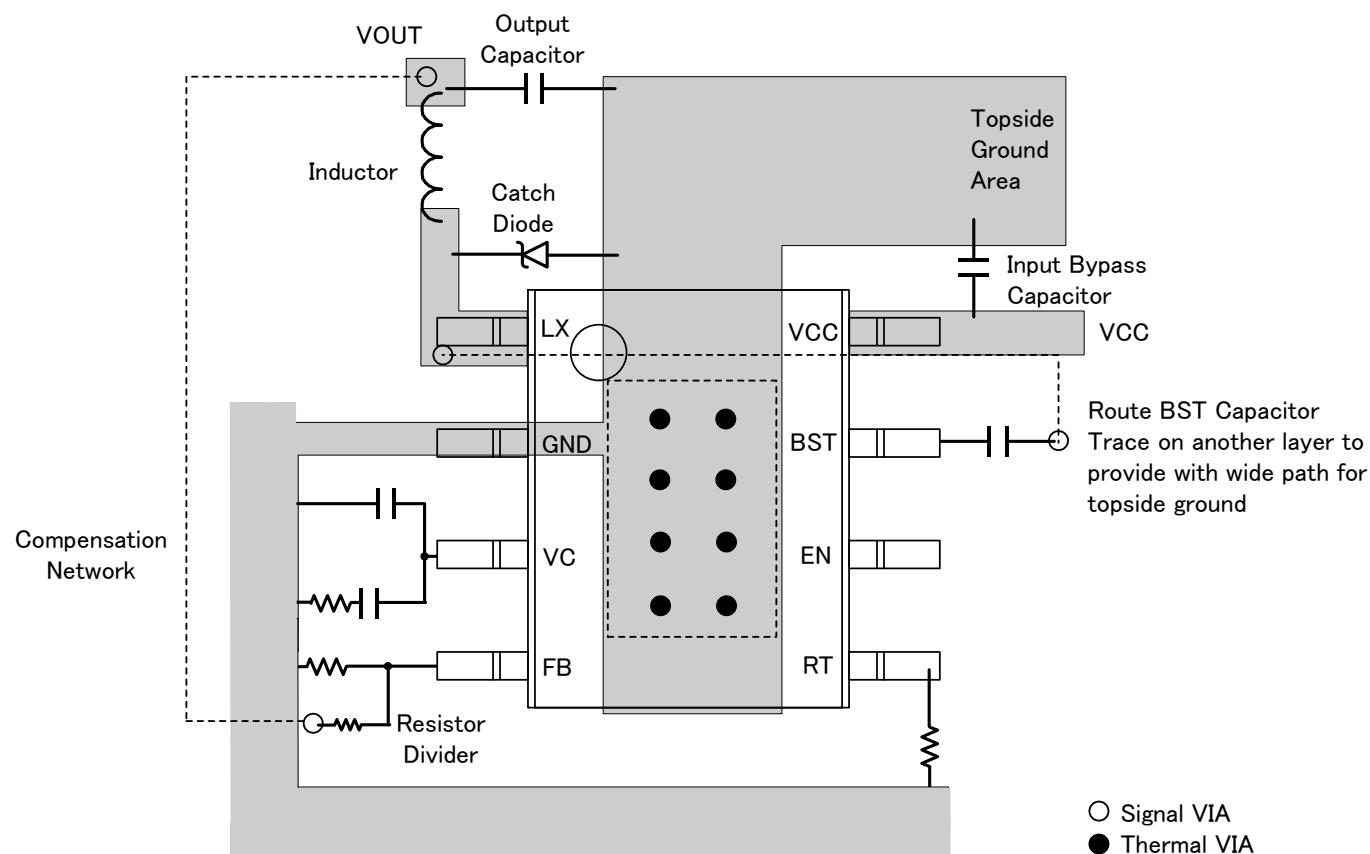 VOUT
Output
Capacitor
Topside
Ground
Area
Inductor
Catch
Diode
Input Bypass
Capacitor
LX
VCC
VCC
GND
BST
Route BST Capacitor
Trace on another layer to
provide with wide path for
topside ground
Compensation
Network
VC
EN
FB
RT
Resistor
Divider
Signal VIA
Thermal VIA